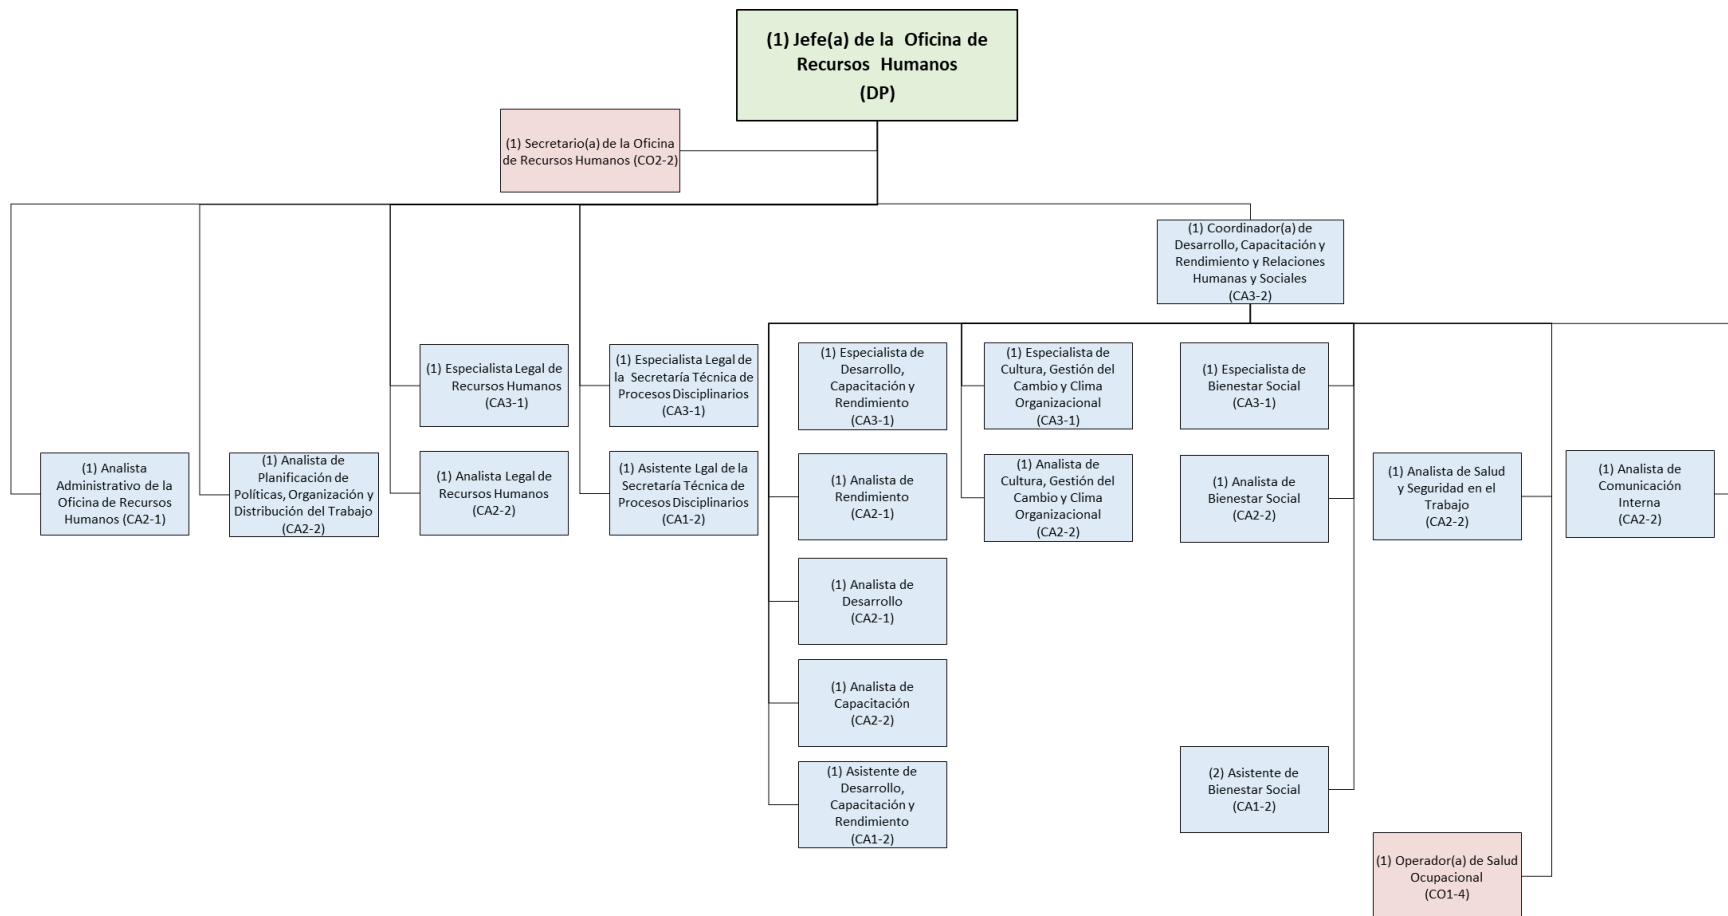 (1) Jefe(a) de la Oficina de
Recursos Humanos
(DP)
(1) Secretario(a) de la Oficina
de Recursos Humanos (CO2-2)
(1) Coordinador(a) de
Desarrollo, Capacitación y
Rendimiento y Relaciones
Humanas y Sociales
(CA3-2)
(1) Especialista Legal de
Recursos Humanos
(CA3-1)
(1) Especialista Legal de
la Secretaría Técnica de
Procesos Disciplinarios
(CA3-1)
(1) Especialista de
Desarrollo,
Capacitación y
Rendimiento
(CA3-1)
(1) Especialista de
Cultura, Gestión del
Cambio y Clima
Organizacional
(CA3-1)
(1) Especialista de
Bienestar Social
(CA3-1)
(1) Analista
Administrativo de la
Oficina de Recursos
Humanos (CA2-1)
(1) Analista de
Planificación de
Políticas, Organización y
Distribución del Trabajo
(CA2-2)
(1) Analista Legal de
Recursos Humanos
(CA2-2)
(1) Asistente Lgal de la
Secretaría Técnica de
Procesos Disciplinarios
(CA1-2)
(1) Analista de
Rendimiento
(CA2-1)
(1) Analista de
Cultura, Gestión del
Cambio y Clima
Organizacional
(CA2-2)
(1) Analista de
Bienestar Social
(CA2-2)
(1) Analista de Salud
y Seguridad en el
Trabajo
(CA2-2)
(1) Analista de
Comunicación
Interna
(CA2-2)
(1) Analista de
Desarrollo
(CA2-1)
(1) Analista de
Capacitación
(CA2-2)
(1) Asistente de
Desarrollo,
Capacitación y
Rendimiento
(CA1-2)
(2) Asistente de
Bienestar Social
(CA1-2)
(1) Operador(a) de Salud
Ocupacional
(CO1-4)